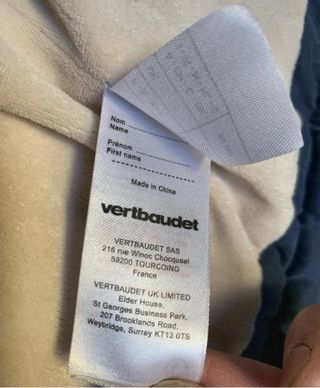 Nom
Name
Prénom
First name
Made in China
vertbaudet
VERTBAUDET SAS
216 rue Winoc Chocquel
59200 TOURCOING
France
VERTBAUDET UK LIMITED
Elder House,
St Georges Business Park,
207 Brooklands Road,
Weybridge, Surrey KT13 0TS